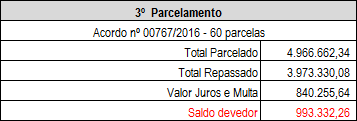 3º Parcelamento
Acordo nº 00767/2016 - 60 parcelas
Total Parcelado 4.966.662,34
Total Repassado 3.973.330,08
Valor Juros e Multa 840.255,64
Saldo devedor 993.332,26